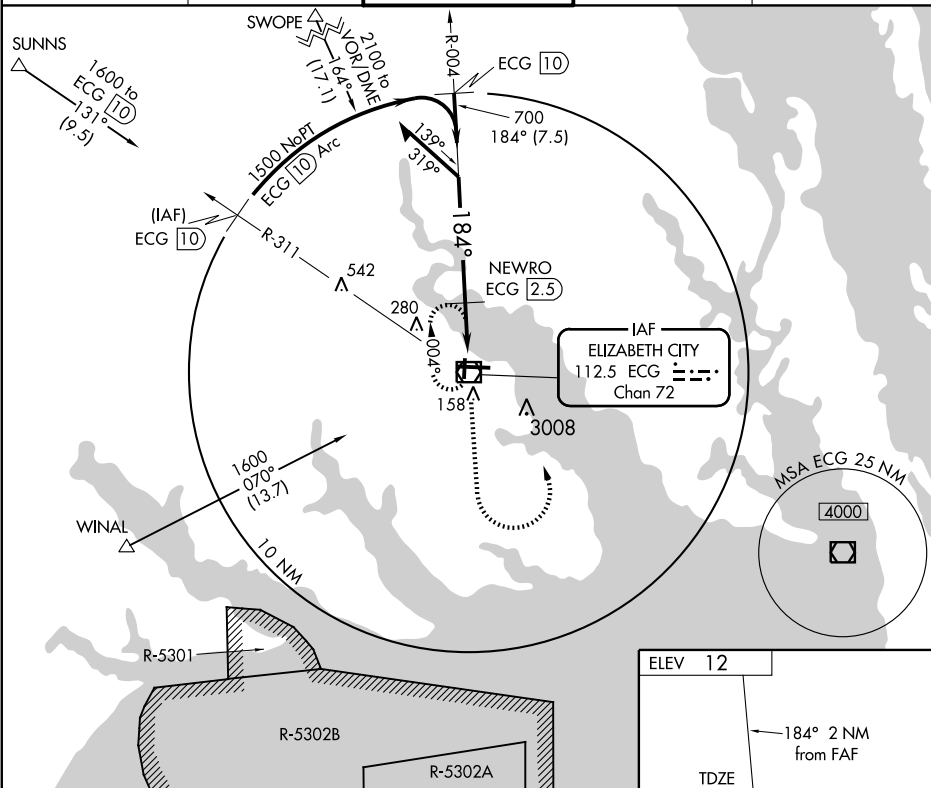 SWOPE
2100 to
VOR/DME
164°
(17.1)
R-004
ECG 10
SUNNS
1600 to
ECG 10
131°
(9.5)
700
184° (7.5)
1500 NoPT
ECG 10 Arc
139°
319°
(IAF)
ECG 10
R-311
184°
542
NEWRO
ECG 2.5
280
004°
IAF
ELIZABETH CITY
112.5 ECG
Chan 72
158
3008
1600
070°
(13.7)
WINAL
10 NM
MSA ECG 25 NM
4000
R-5301
R-5302B
R-5302A
ELEV 12
184° 2 NM
from FAF
TDZE